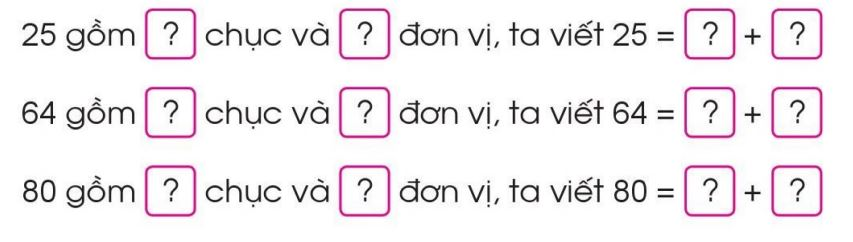 25 gồm ? chục và ? đơn vị, ta viết 25 = ? + ?
64 gồm ? chục và ? đơn vị, ta viết 64 = ? + ?
80 gồm ? chục và ? đơn vị, ta viết 80 = ? + ?